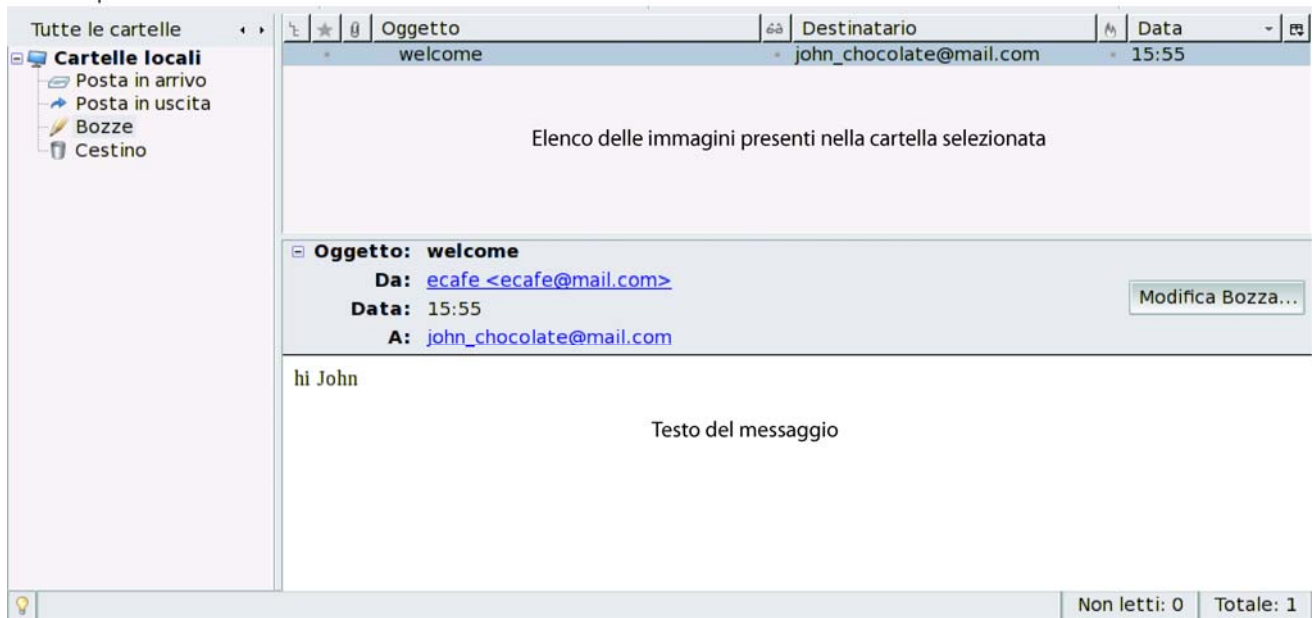 Tutte le cartelle
Oggetto Destinatario Data
Cartelle locali
Posta in arrivo
Posta in uscita
Bozze
Cestino
welcome john_chocolate@mail.com 15:55
Elenco delle immagini presenti nella cartella selezionata
Oggetto: welcome
Da: ecafe <ecafe@mail.com>
Data: 15:55
A: john_chocolate@mail.com
Modifica Bozza...
hi John
Testo del messaggio
Non letti: 0 Totale: 1